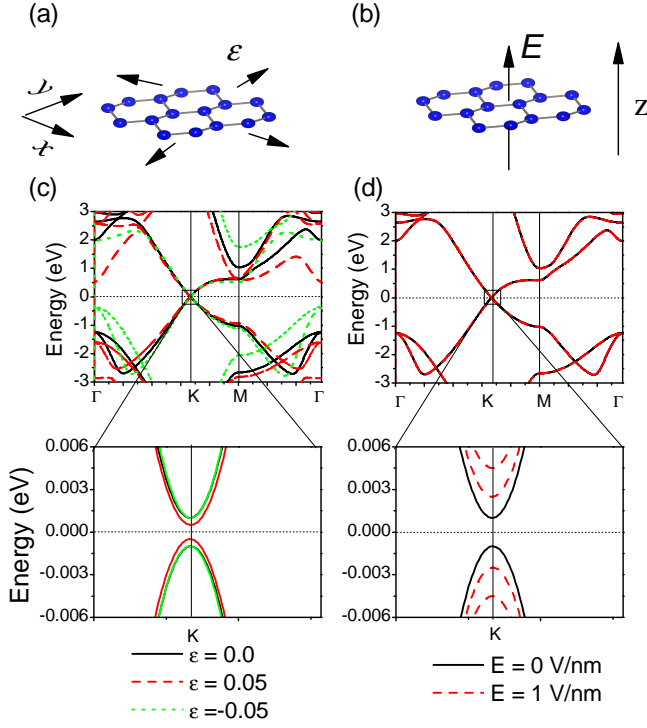 (a)
(b)
ε
E
y
x
z
(c)
(d)
3
2
1
0
-1
-2
-3
Energy (eV)
Γ K M Γ
3
2
1
0
-1
-2
-3
Energy (eV)
Γ K M Γ
0.006
0.003
0.000
-0.003
-0.006
Energy (eV)
K
0.006
0.003
0.000
-0.003
-0.006
K
ε = 0.0
ε = 0.05
ε =-0.05
E = 0 V/nm
E = 1 V/nm